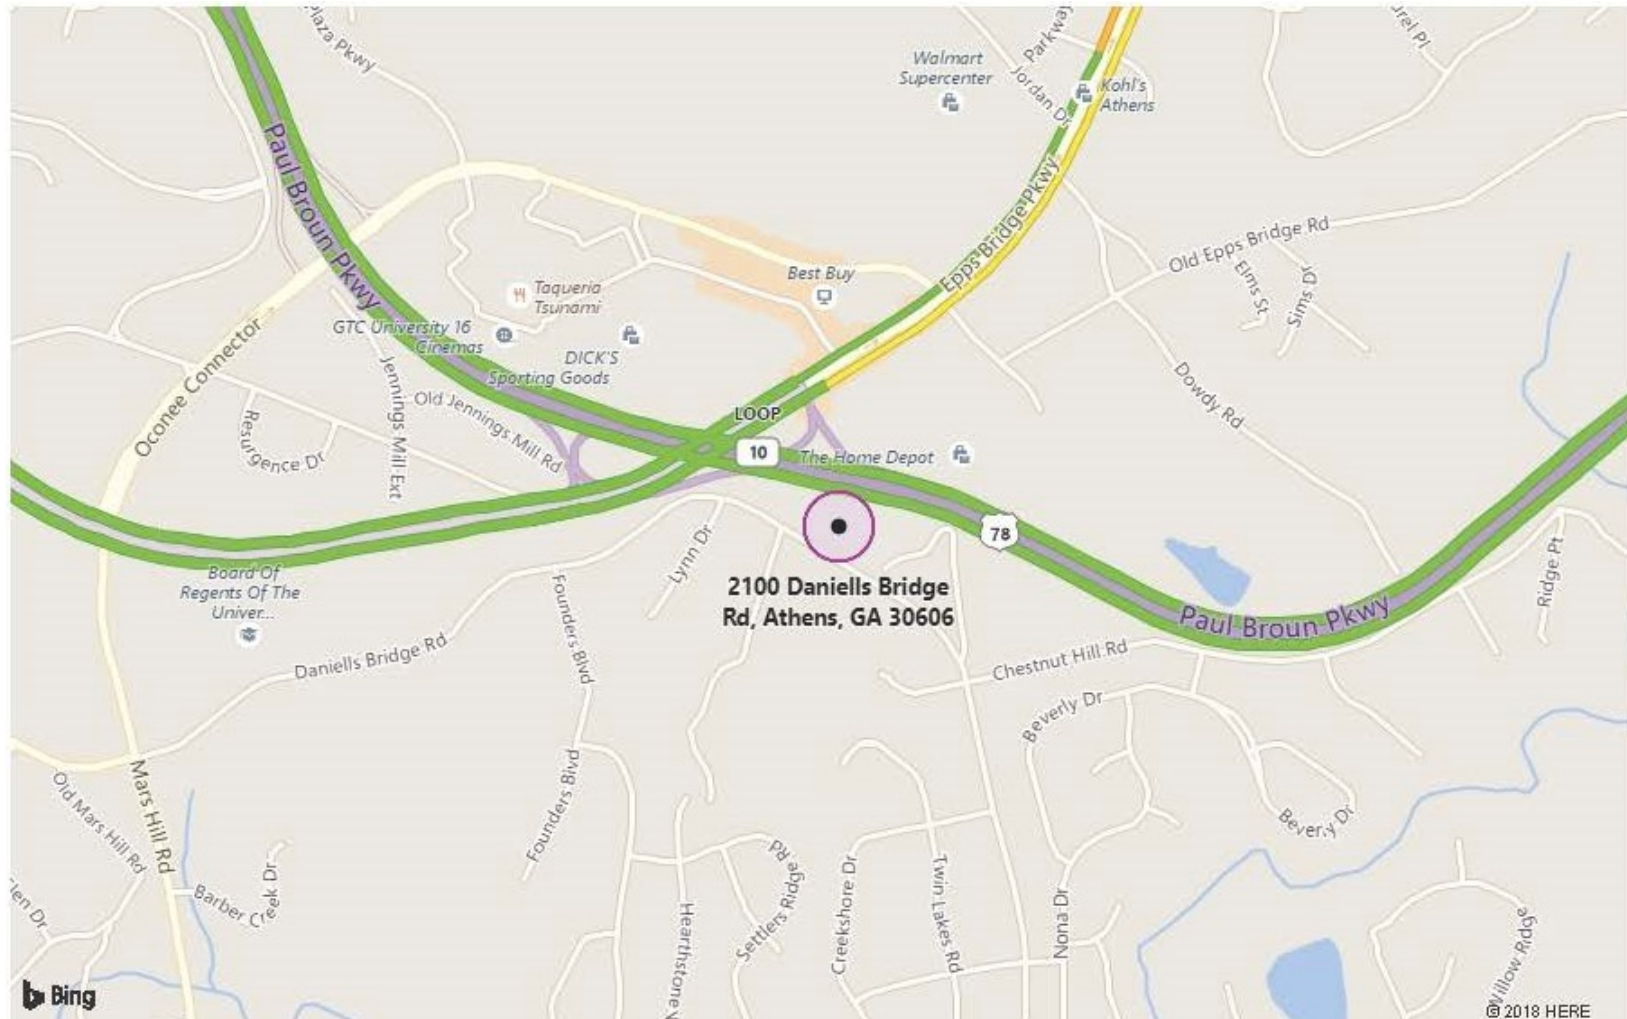 Plaza Pkwy
Walmart
Supercenter
Parkway
Jordan Dr
Kohl's
Athens
Paul Broun Pkwy
Epps Bridge Pkwy
Old Epps Bridge Rd
Elms St
Sims Dr
Best Buy
Taqueria
Tsunami
GTC University 16
Cinemas
DICK'S
Sporting Goods
Oconee Connector
Jennings Mill Ext
Old Jennings Mill Rd
Resurgence Dr
LOOP
10
The Home Depot
Dowdy Rd
78
Lynn Dr
2100 Daniells Bridge
Rd, Athens, GA 30606
Board Of
Regents Of The
Univer...
Founders Blvd
Daniells Bridge Rd
Paul Broun Pkwy
Ridge Pt
Chestnut Hill Rd
Beverly Dr
Founders Blvd
Mars Hill Rd
Old Mars Hill Rd
Beverly Dr
Barber Creek Dr
Settlers Ridge Rd
Creekshore Dr
Twin Lakes Rd
Nona Dr
Willow Ridge
Bing
© 2018 HERE